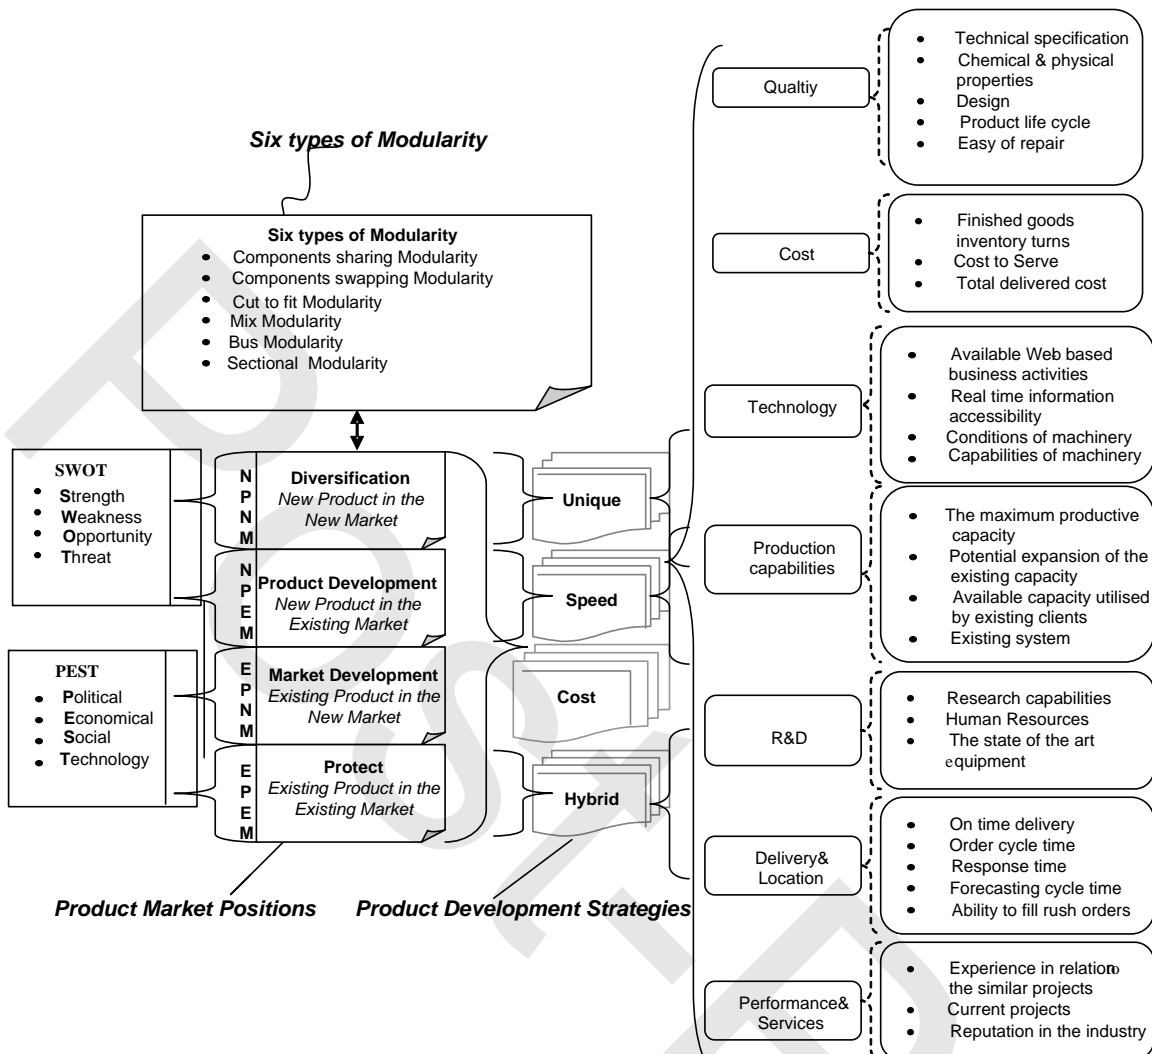 Six types of Modularity
Six types of Modularity
• Components sharing Modularity
• Components swapping Modularity
• Cut to fit Modularity
• Mix Modularity
• Bus Modularity
• Sectional Modularity
SWOT
• Strength
• Weakness
• Opportunity
• Threat
PEST
• Political
• Economical
• Social
• Technology
NPNM
Diversification
New Product in the
New Market
NPEM
Product Development
New Product in the
Existing Market
EPNM
Market Development
Existing Product in the
New Market
EPEM
Protect
Existing Product in the
Existing Market
Product Market Positions
Unique
Speed
Cost
Hybrid
Product Development Strategies
Qualtiy
• Technical specification
• Chemical & physical
properties
• Design
• Product life cycle
• Easy of repair
Cost
• Finished goods
inventory turns
• Cost to Serve
• Total delivered cost
Technology
• Available Web based
business activities
• Real time information
accessibility
• Conditions of machinery
• Capabilities of machinery
Production
capabilities
• The maximum productive
capacity
• Potential expansion of the
existing capacity
• Available capacity utilised
by existing clients
• Existing system
R&D
• Research capabilities
• Human Resources
• The state of the art
equipment
Delivery&
Location
• On time delivery
• Order cycle time
• Response time
• Forecasting cycle time
• Ability to fill rush orders
Performance&
Services
• Experience in relation to
the similar projects
• Current projects
• Reputation in the industry